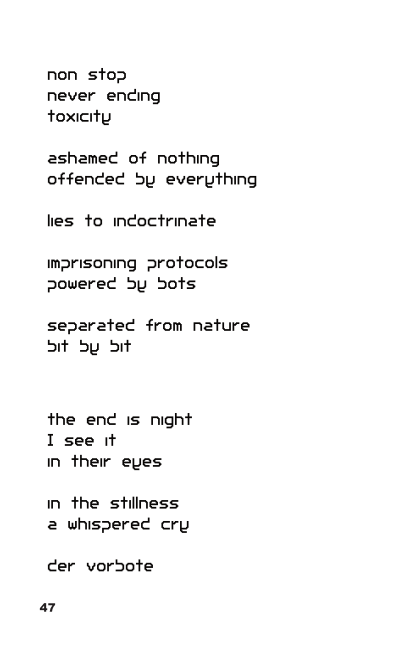 non stop
never ending
toxicity
ashamed of nothing
offended by everything
lies to indoctrinate
imprisoning protocols
powered by bots
separated from nature
bit by bit
the end is night
I see it
in their eyes
in the stillness
a whispered cry
der vorbote
47